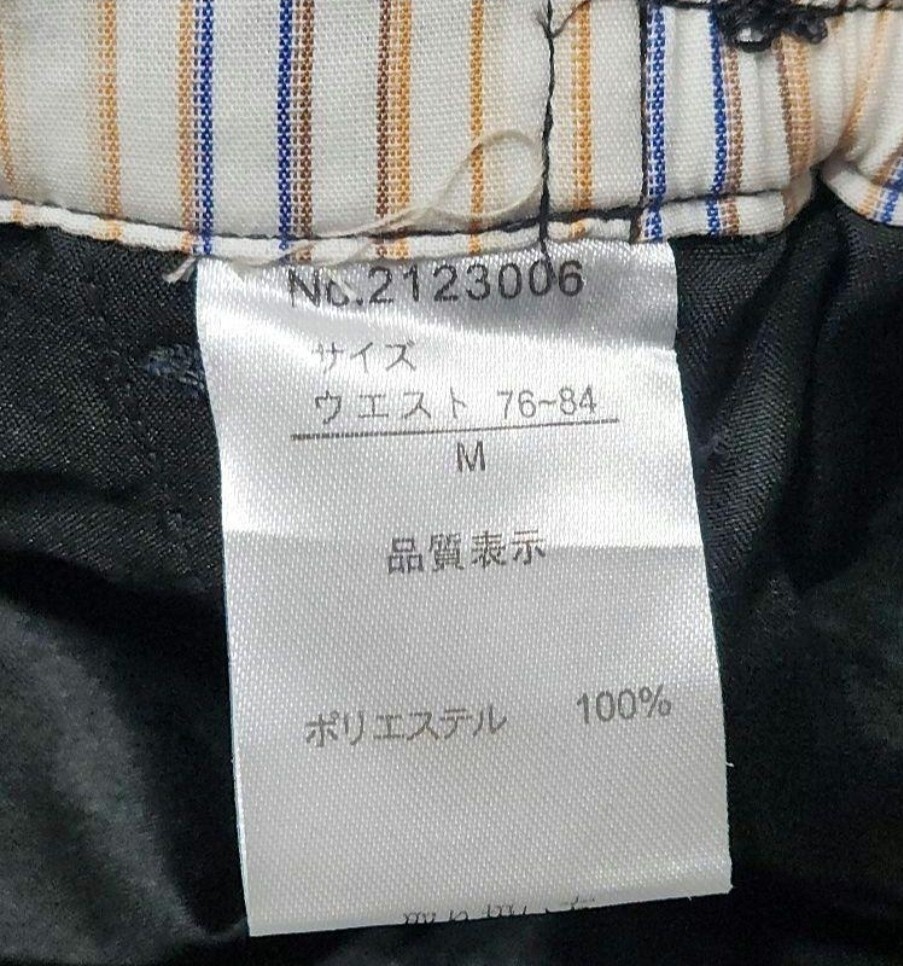 No.2123006
サイズ
ウエスト 76~84
M
品質表示
ポリエステル 100%